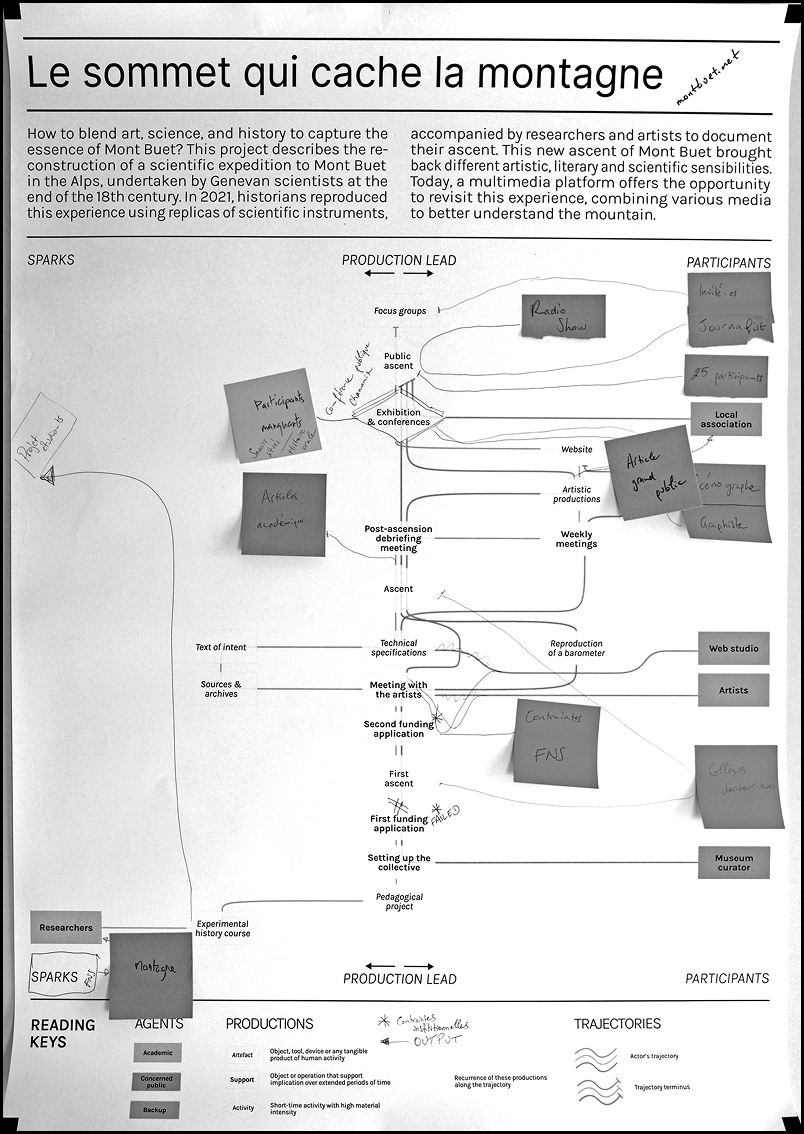 Le sommet qui cache la montagne
montbuet.net
How to blend art, science, and history to capture the
essence of Mont Buet? This project describes the re-
construction of a scientific expedition to Mont Buet
in the Alps, undertaken by Genevan scientists at the
end of the 18th century. In 2021, historians reproduced
this experience using replicas of scientific instruments,
accompanied by researchers and artists to document
their ascent. This new ascent of Mont Buet brought
back different artistic, literary and scientific sensibilities.
Today, a multimedia platform offers the opportunity
to revisit this experience, combining various media
to better understand the mountain.
SPARKS
PRODUCTION LEAD
PARTICIPANTS
Invité·es
Journalist
Focus groups
Radio
Show
Public
ascent
25 participants
Conférence publique
Chamonix
Participants
manquants
Exhibition
& conferences
Local
association
Projet
étudiants
Website
Article
grand
public
Articles
académique
Artistic
productions
scénographe
Graphiste
Post-ascension
debriefing
meeting
Weekly
meetings
Ascent
Text of intent
Technical
specifications
Reproduction
of a barometer
Web studio
Sources &
archives
Meeting with
the artists
Artists
Second funding
application
Contraintes
FNS
First
ascent
First funding
application
FAILED
Setting up the
collective
Museum
curator
Pedagogical
project
Researchers
Experimental
history course
SPARKS
FNS
montagne
PRODUCTION LEAD
PARTICIPANTS
READING
KEYS
AGENTS
Academic
Concerned
public
Backup
PRODUCTIONS
Artefact
Object, tool, device or any tangible
product of human activity
Support
Object or operation that support
implication over extended periods of time
Activity
Short-time activity with high material
intensity
Contraintes
institutionnelles
OUTPUT
Recurrence of these productions
along the trajectory
TRAJECTORIES
Actor's trajectory
Trajectory terminus